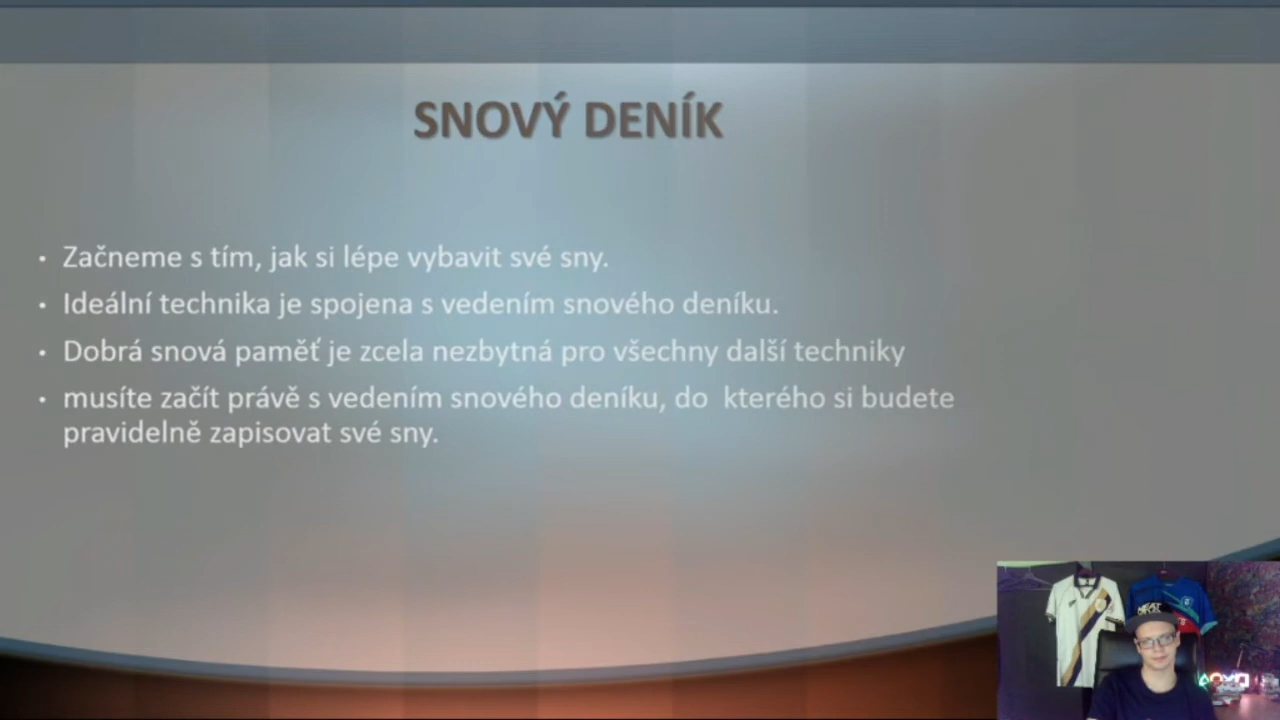 SNOVÝ DENÍK
• Začneme s tím, jak si lépe vybavit své sny.
• Ideální technika je spojena s vedením snového deníku.
• Dobrá snová paměť je zcela nezbytná pro všechny další techniky
• musíte začít právě s vedením snového deníku, do  kterého si budete
pravidelně zapisovat své sny.